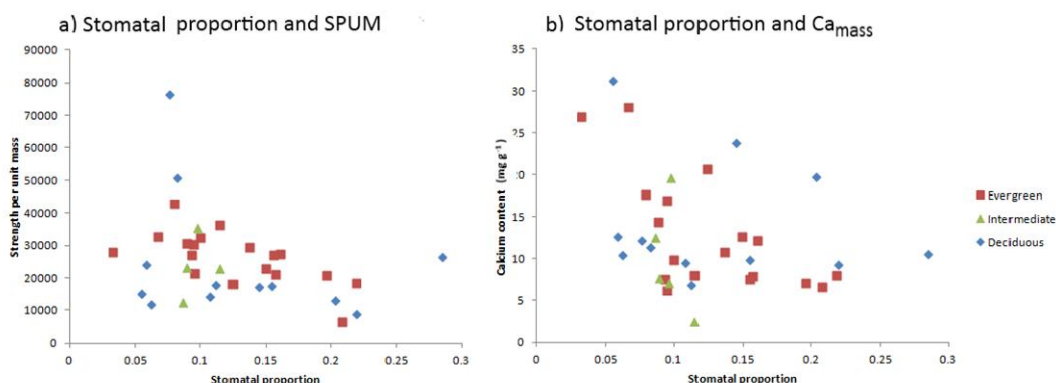 a) Stomatal proportion and SPUM
90000
80000
70000
60000
50000
40000
30000
20000
10000
0
Strength per unit mass
0 0.05 0.1 0.15 0.2 0.25 0.3
Stomatal proportion
b) Stomatal proportion and Ca mass
35
30
25
20
15
10
5
0
Calcium content (mg g⁻¹)
0 0.05 0.1 0.15 0.2 0.25 0.3
Stomatal proportion
Evergreen
Intermediate
Deciduous